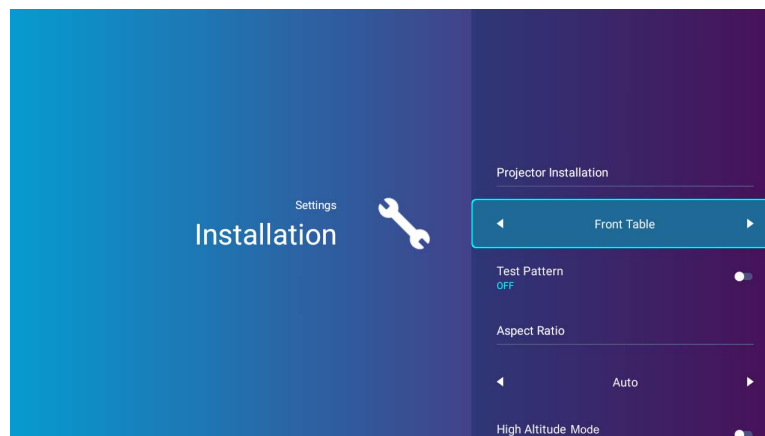 Settings
Installation
Projector Installation
Front Table
Test Pattern
OFF
Aspect Ratio
Auto
High Altitude Mode